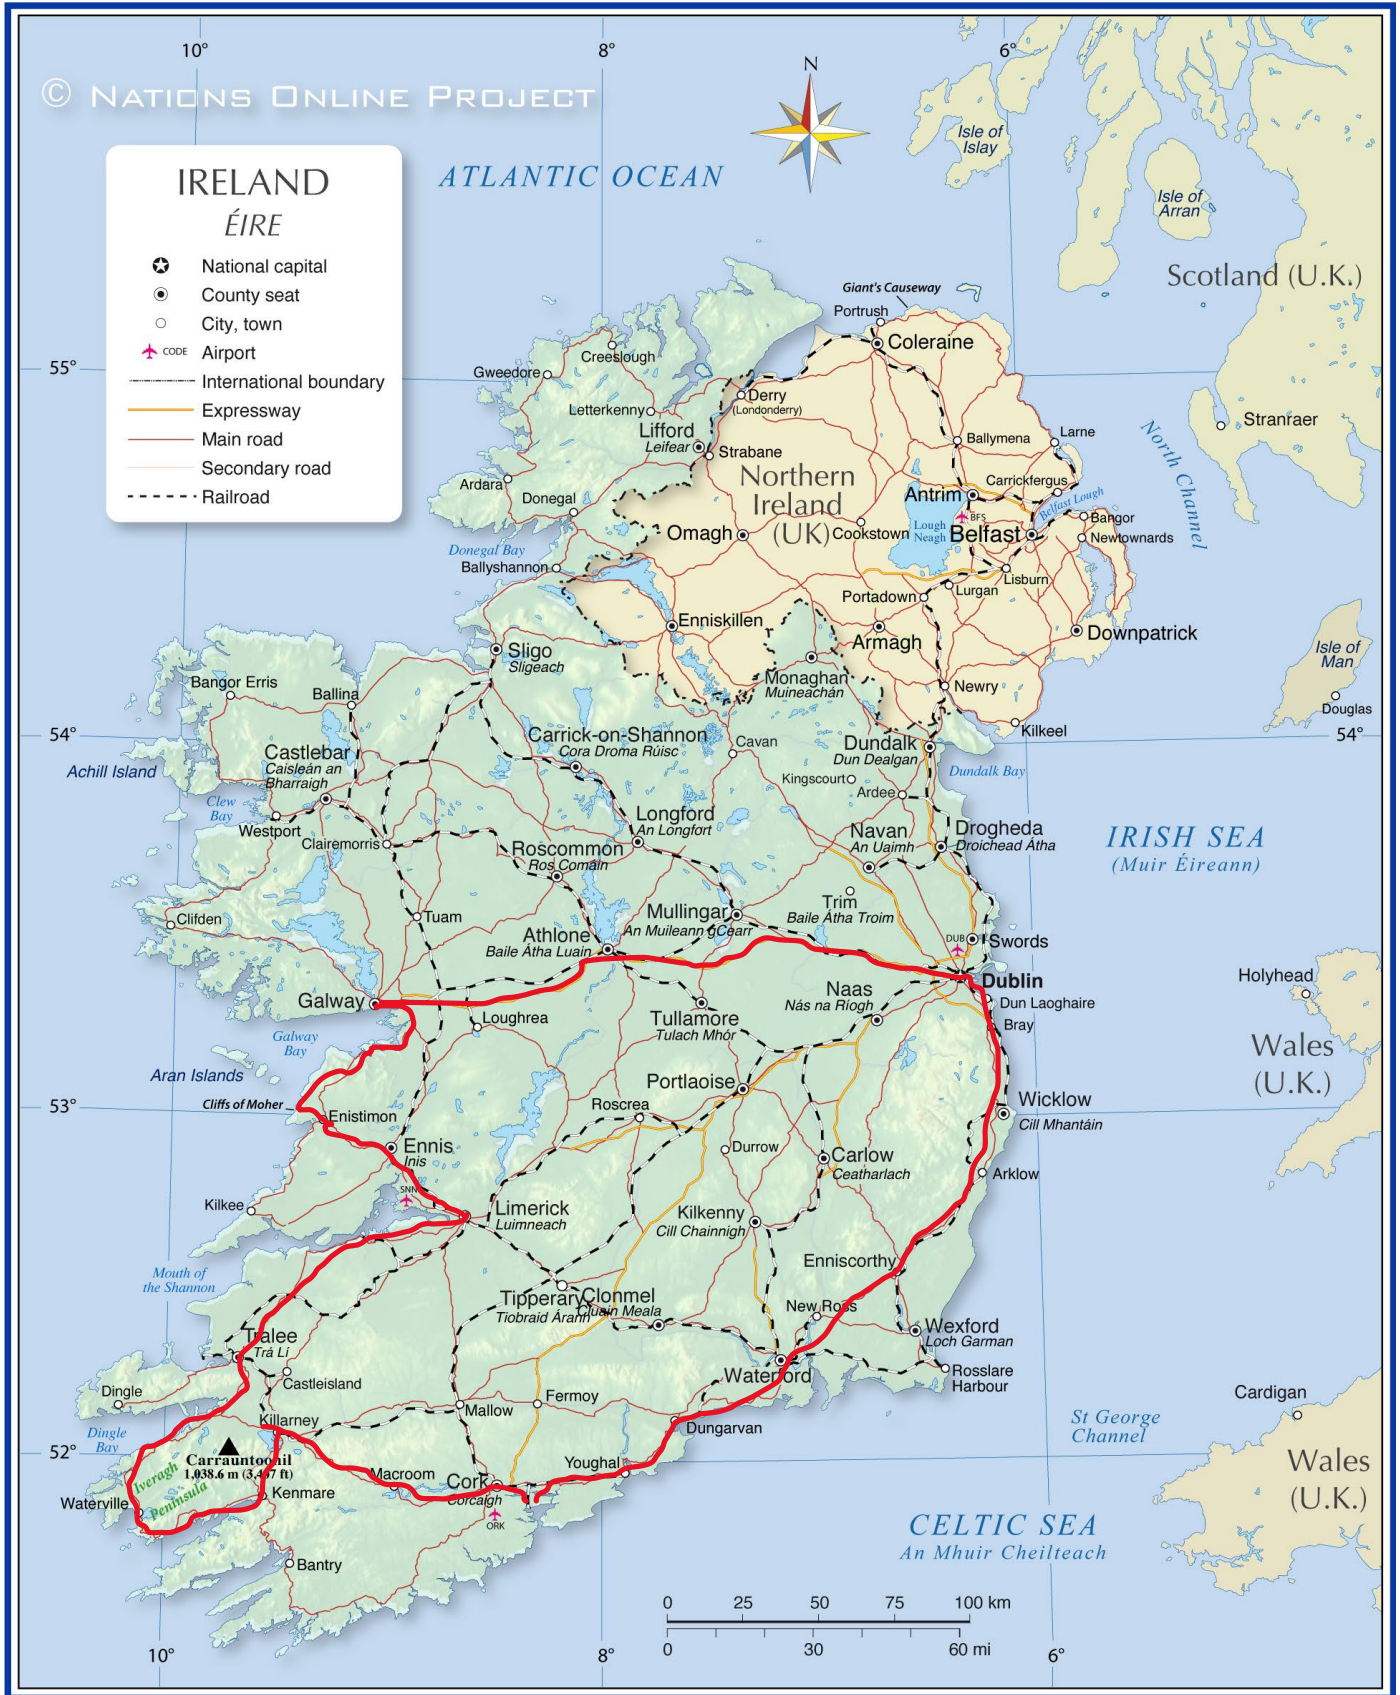 10°
8°
6°
N
© NATIONS ONLINE PROJECT
Isle of
Islay
ATLANTIC OCEAN
IRELAND
ÉIRE
National capital
County seat
City, town
CODE Airport
International boundary
Expressway
Main road
Secondary road
Railroad
Isle of
Arran
Scotland (U.K.)
Giant's Causeway
Portrush
Coleraine
Creeslough
55°
Gweedore
Derry
(Londonderry)
Letterkenny
Stranraer
Lifford
Leifear
Strabane
Ballymena
Larne
North Channel
Northern
Ireland
(UK)
Ardara
Donegal
Antrim
Carrickfergus
Belfast Lough
BFS
Bangor
Omagh
Cookstown
Lough
Neagh
Belfast
Newtownards
Donegal Bay
Ballyshannon
Lisburn
Lurgan
Portadown
Enniskillen
Armagh
Downpatrick
Sligo
Sligeach
Isle of
Man
Monaghan
Muineachán
Bangor Erris
Ballina
Newry
Douglas
Kilkeel
54°
54°
Carrick-on-Shannon
Cora Droma Rúisc
Cavan
Dundalk
Dun Dealgan
Castlebar
Caisleán an
Bharraigh
Achill Island
Kingscourt
Ardee
Dundalk Bay
Clew
Bay
Westport
Longford
An Longfort
Clairemorris
Navan
An Uaimh
Drogheda
Droichead Átha
IRISH SEA
(Muir Éireann)
Roscommon
Ros Comáin
Clifden
Tuam
Mullingar
An Muileann gCearr
Trim
Baile Átha Troim
Athlone
Baile Átha Luain
DUB
Swords
Galway
Dublin
Holyhead
Naas
Nás na Ríogh
Dun Laoghaire
Loughrea
Tullamore
Tulach Mhór
Bray
Galway
Bay
Wales
(U.K.)
Aran Islands
Portlaoise
Cliffs of Moher
Roscrea
Wicklow
Cill Mhantáin
53°
Enistimon
Ennis
Inis
Durrow
Carlow
Ceatharlach
Arklow
SNN
Kilkee
Limerick
Luimneach
Kilkenny
Cill Chainnigh
Enniscorthy
Mouth of
the Shannon
Tipperary
Tiobraid Árann
Clonmel
Cluain Meala
New Ross
Tralee
Trá Lí
Wexford
Loch Garman
Waterford
Castleisland
Rosslare
Harbour
Dingle
Fermoy
Cardigan
Mallow
Killarney
Dungarvan
Dingle
Bay
St George
Channel
52°
Carrauntoohil
1,038.6 m (3,407 ft)
Youghal
Macroom
Cork
Corcaigh
Iveragh
Peninsula
Waterville
Kenmare
Wales
(U.K.)
ORK
CELTIC SEA
An Mhuir Cheilteach
Bantry
0 25 50 75 100 km
0 30 60 mi
10°
8°
6°